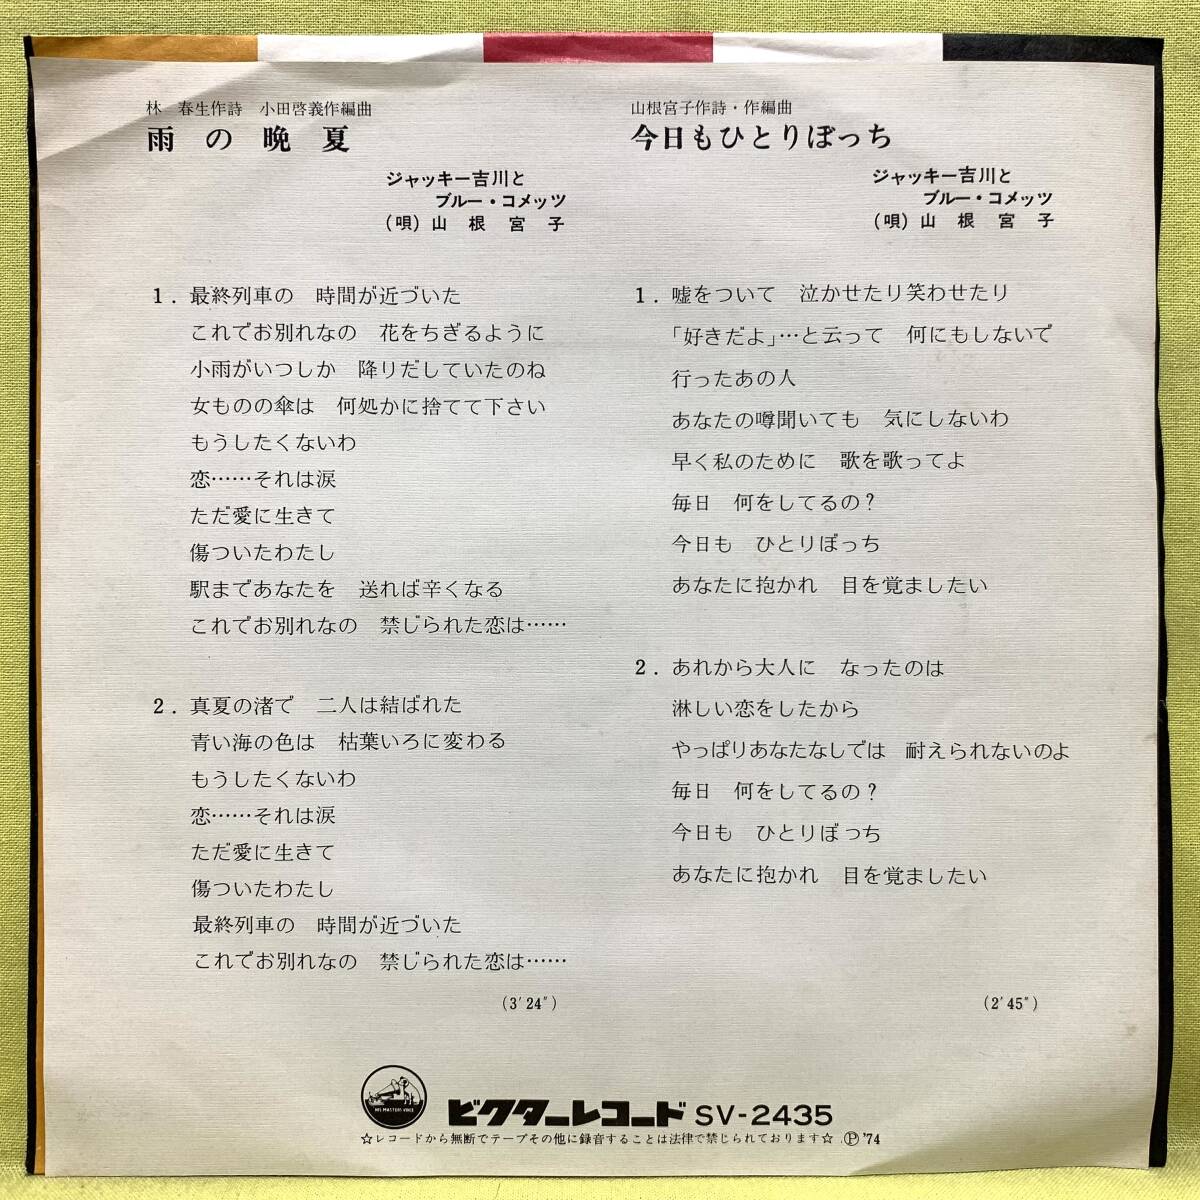 林　春生作詩　小田啓義作編曲
雨の晩夏
ジャッキー吉川と
ブルー・コメッツ
(唄)山根宮子
1. 最終列車の　時間が近づいた
これでお別れなの　花をちぎるように
小雨がいつしか　降りだしていたのね
女ものの傘は　何処かに捨てて下さい
もうしたくないわ
恋……それは涙
ただ愛に生きて
傷ついたわたし
駅まであなたを　送れば辛くなる
これでお別れなの　禁じられた恋は……
2. 真夏の渚で　二人は結ばれた
青い海の色は　枯葉いろに変わる
もうしたくないわ
恋……それは涙
ただ愛に生きて
傷ついたわたし
最終列車の　時間が近づいた
これでお別れなの　禁じられた恋は……
(3′24″)
山根宮子作詩・作編曲
今日もひとりぼっち
ジャッキー吉川と
ブルー・コメッツ
(唄)山根宮子
1. 嘘をついて　泣かせたり笑わせたり
「好きだよ」…と云って　何にもしないで
行ったあの人
あなたの噂聞いても　気にしないわ
早く私のために　歌を歌ってよ
毎日　何をしてるの？
今日も　ひとりぼっち
あなたに抱かれ　目を覚ましたい
2. あれから大人に　なったのは
淋しい恋をしたから
やっぱりあなたなしでは　耐えられないのよ
毎日　何をしてるの？
今日も　ひとりぼっち
あなたに抱かれ　目を覚ましたい
(2′45″)
HIS MASTER'S VOICE
ビクターレコード SV-2435
☆レコードから無断でテープその他に録音することは法律で禁じられております☆ Ⓟ'74